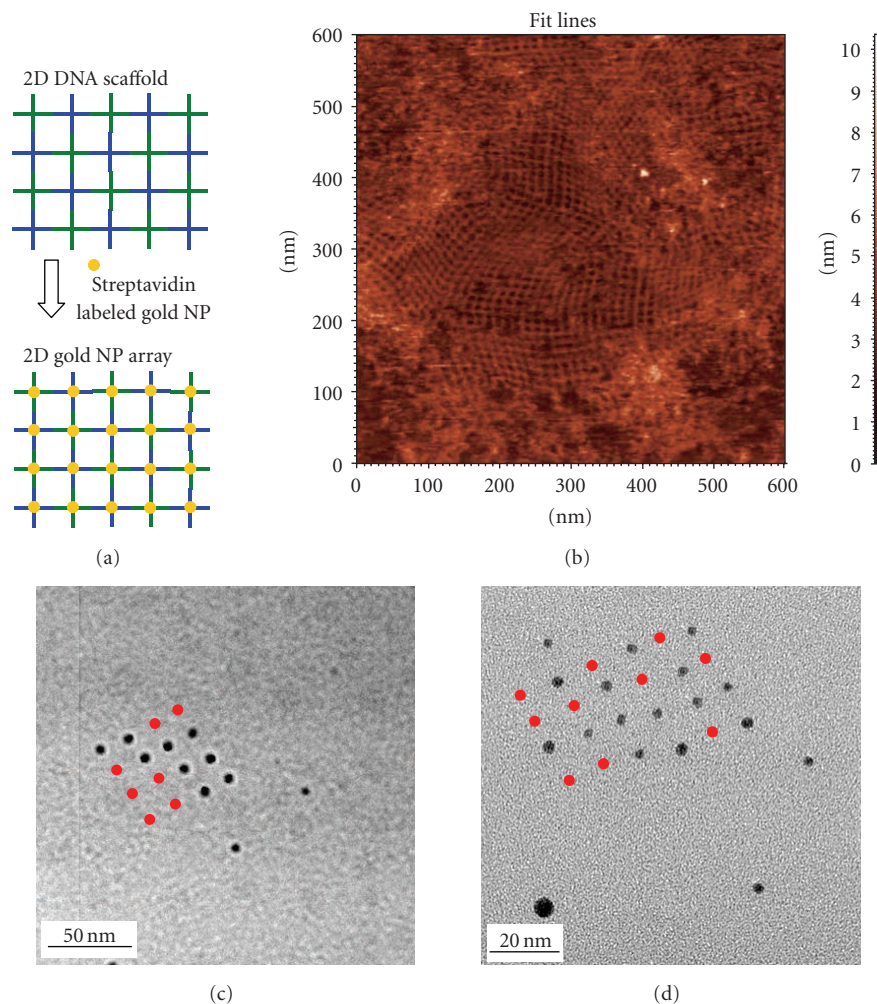 2D DNA scaffold
Streptavidin
labeled gold NP
2D gold NP array
(a)
Fit lines
600
500
400
300
200
100
0
(nm)
0 100 200 300 400 500 600
(nm)
10
9
8
7
6
5
4
3
2
1
0
(nm)
(b)
50 nm
(c)
20 nm
(d)